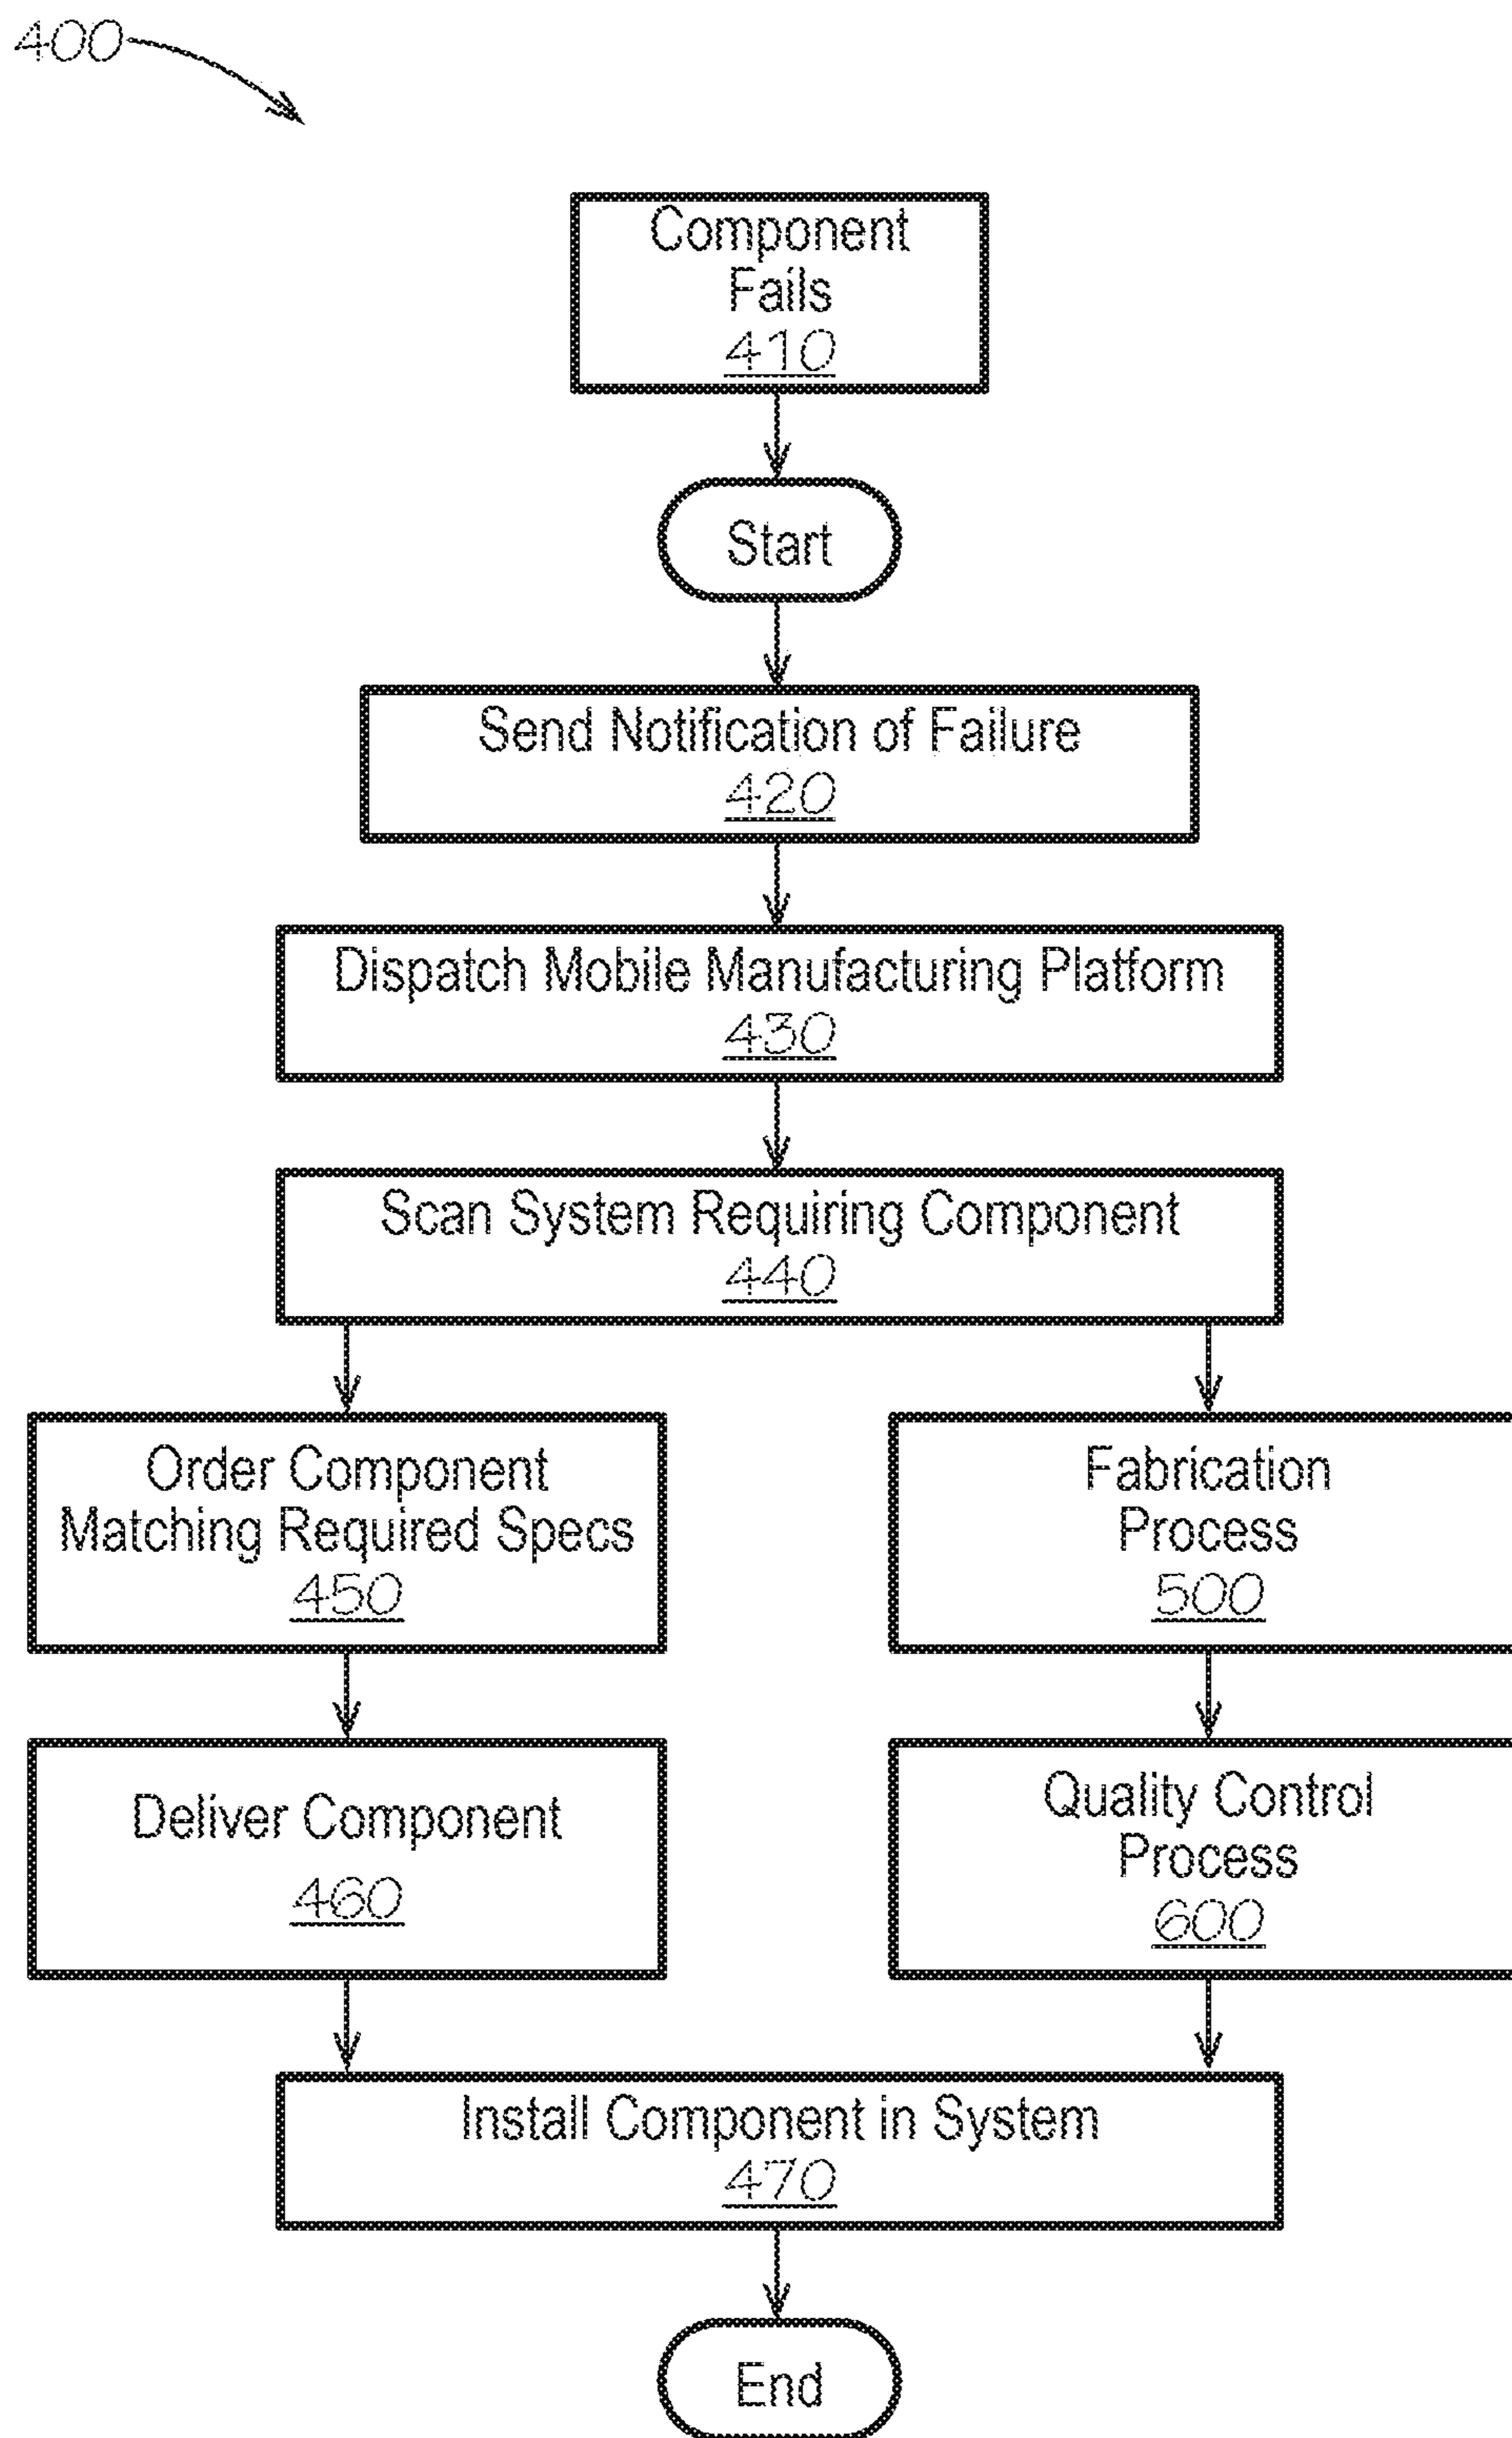 400
Component
Fails
410
Start
Send Notification of Failure
420
Dispatch Mobile Manufacturing Platform
430
Scan System Requiring Component
440
Order Component
Matching Required Specs
450
Fabrication
Process
500
Deliver Component
460
Quality Control
Process
600
Install Component in System
470
End